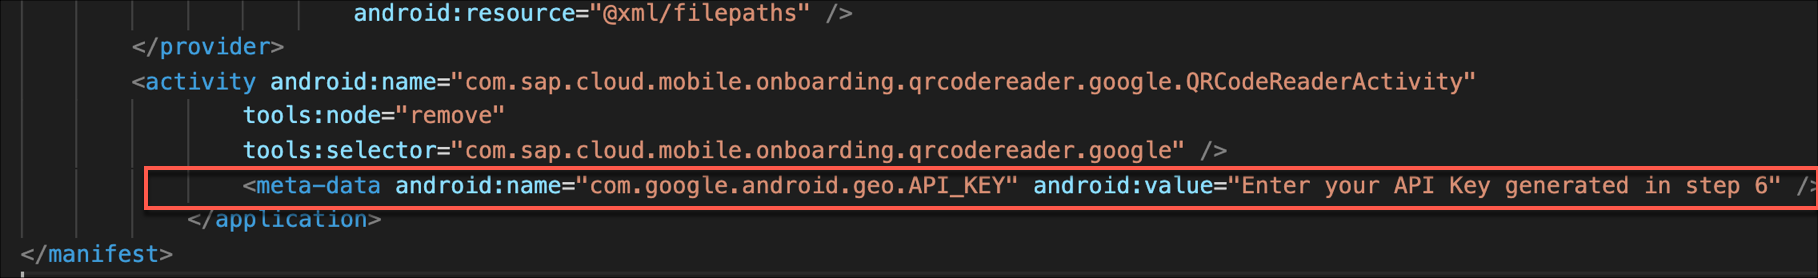 android:resource="@xml/filepaths" />
</provider>
<activity android:name="com.sap.cloud.mobile.onboarding.qrcodereader.google.QRCodeReaderActivity"
tools:node="remove"
tools:selector="com.sap.cloud.mobile.onboarding.qrcodereader.google" />
<meta-data android:name="com.google.android.geo.API_KEY" android:value="Enter your API Key generated in step 6" />
</application>
</manifest>